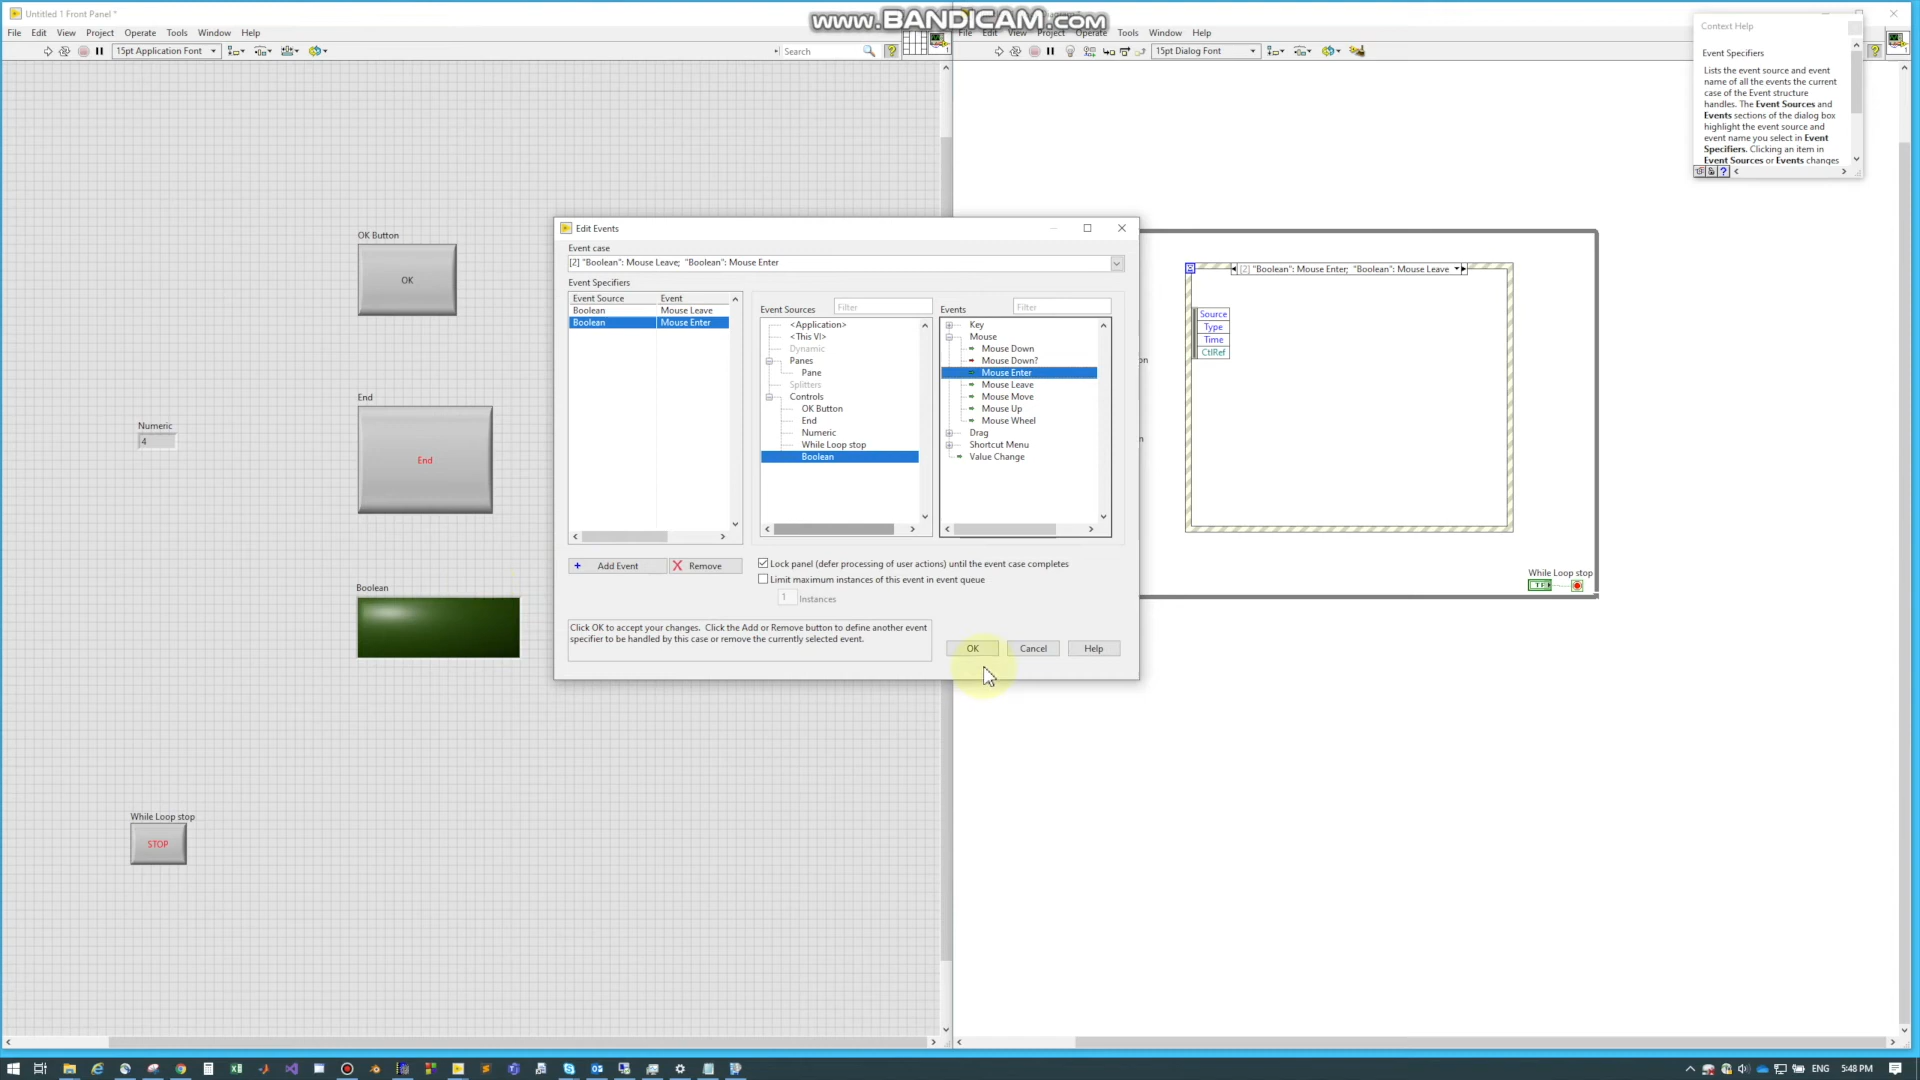 Untitled 1 Front Panel *
www.BANDICAM.com
File Edit View Project Operate Tools Window Help
File Edit View Project Operate Tools Window Help
15pt Application Font
Search
15pt Dialog Font
Context Help
Event Specifiers
Lists the event source and event
name of all the events the current
case of the Event structure
handles. The Event Sources and
Events sections of the dialog box
highlight the event source and
event name you select in Event
Specifiers. Clicking an item in
Event Sources or Events changes
OK Button
OK
End
End
Numeric
4
Boolean
While Loop stop
STOP
Edit Events
Event case
[2] "Boolean": Mouse Leave; "Boolean": Mouse Enter
Event Specifiers
Event Source Event
Boolean Mouse Leave
Boolean Mouse Enter
Event Sources
Filter
<Application>
<This VI>
Dynamic
Panes
Pane
Splitters
Controls
OK Button
End
Numeric
While Loop stop
Boolean
Events
Filter
Key
Mouse
Mouse Down
Mouse Down?
Mouse Enter
Mouse Leave
Mouse Move
Mouse Up
Mouse Wheel
Drag
Shortcut Menu
Value Change
Add Event
Remove
Lock panel (defer processing of user actions) until the event case completes
Limit maximum instances of this event in event queue
1 Instances
Click OK to accept your changes. Click the Add or Remove button to define another event
specifier to be handled by this case or remove the currently selected event.
OK Cancel Help
[2] "Boolean": Mouse Enter; "Boolean": Mouse Leave
Source
Type
Time
CtlRef
on
While Loop stop
TF
ENG 5:48 PM